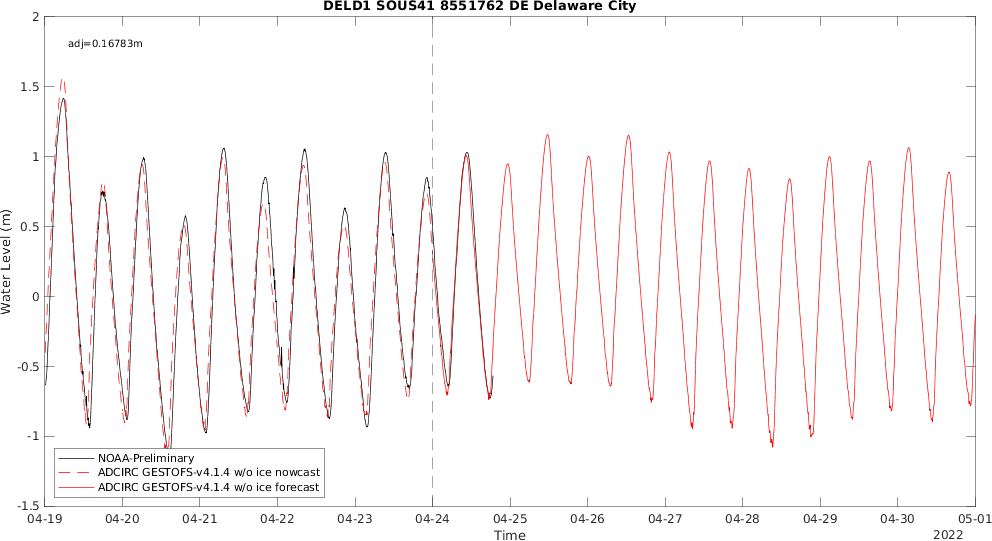 DELD1 SOUS41 8551762 DE Delaware City
adj=0.16783m
2
1.5
1
0.5
0
-0.5
-1
-1.5
Water Level (m)
NOAA-Preliminary
ADCIRC GESTOFS-v4.1.4 w/o ice nowcast
ADCIRC GESTOFS-v4.1.4 w/o ice forecast
04-19 04-20 04-21 04-22 04-23 04-24 04-25 04-26 04-27 04-28 04-29 04-30 05-01
Time
2022